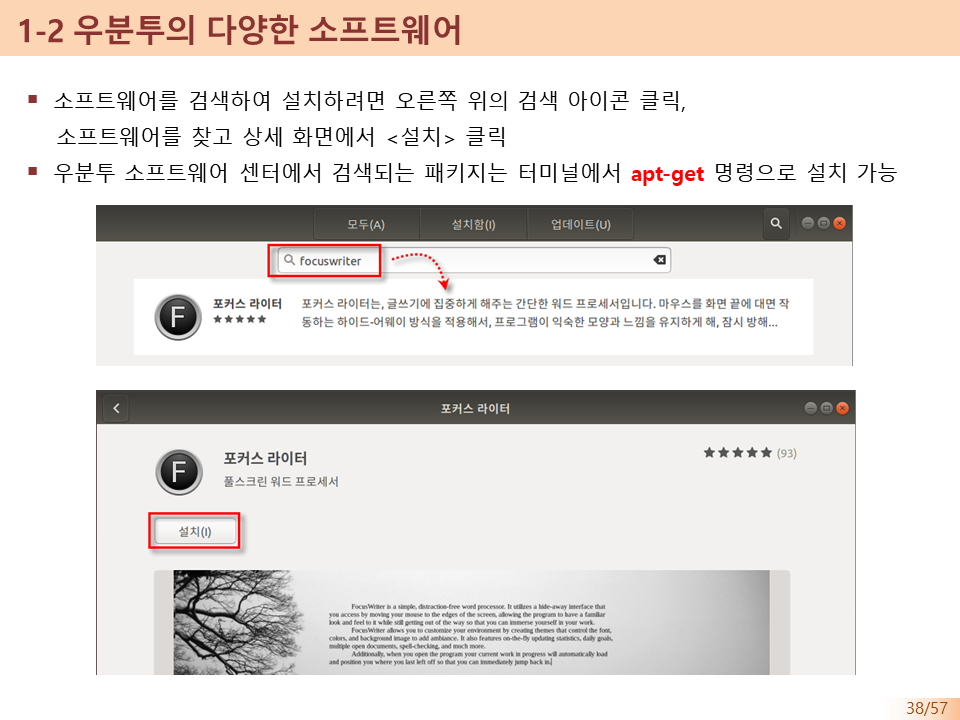 1-2 우분투의 다양한 소프트웨어
▪ 소프트웨어를 검색하여 설치하려면 오른쪽 위의 검색 아이콘 클릭,
소프트웨어를 찾고 상세 화면에서 <설치> 클릭
▪ 우분투 소프트웨어 센터에서 검색되는 패키지는 터미널에서 apt-get 명령으로 설치 가능
모두(A) 설치함(I) 업데이트(U)
focuswriter
포커스 라이터 포커스 라이터는, 글쓰기에 집중하게 해주는 간단한 워드 프로세서입니다. 마우스를 화면 끝에 대면 작
★★★★★ 동하는 하이드-어웨이 방식을 적용해서, 프로그램이 익숙한 모양과 느낌을 유지하게 해, 잠시 방해...
포커스 라이터
포커스 라이터 ★★★★★ (93)
풀스크린 워드 프로세서
설치(I)
FocusWriter is a simple, distraction-free word processor. It utilizes a hide-away interface that
you access by moving your mouse to the edges of the screen, allowing the program to have a familiar
look and feel to it while still getting out of the way so that you can immerse yourself in your work.
FocusWriter allows you to customize your environment by creating themes that control the font,
colors, and background image to add ambiance. It also features on-the-fly updating statistics, daily goals,
multiple open documents, spell-checking, and much more.
Additionally, when you open the program your current work in progress will automatically load
and position you where you last left off so that you can immediately jump back in.
38/57